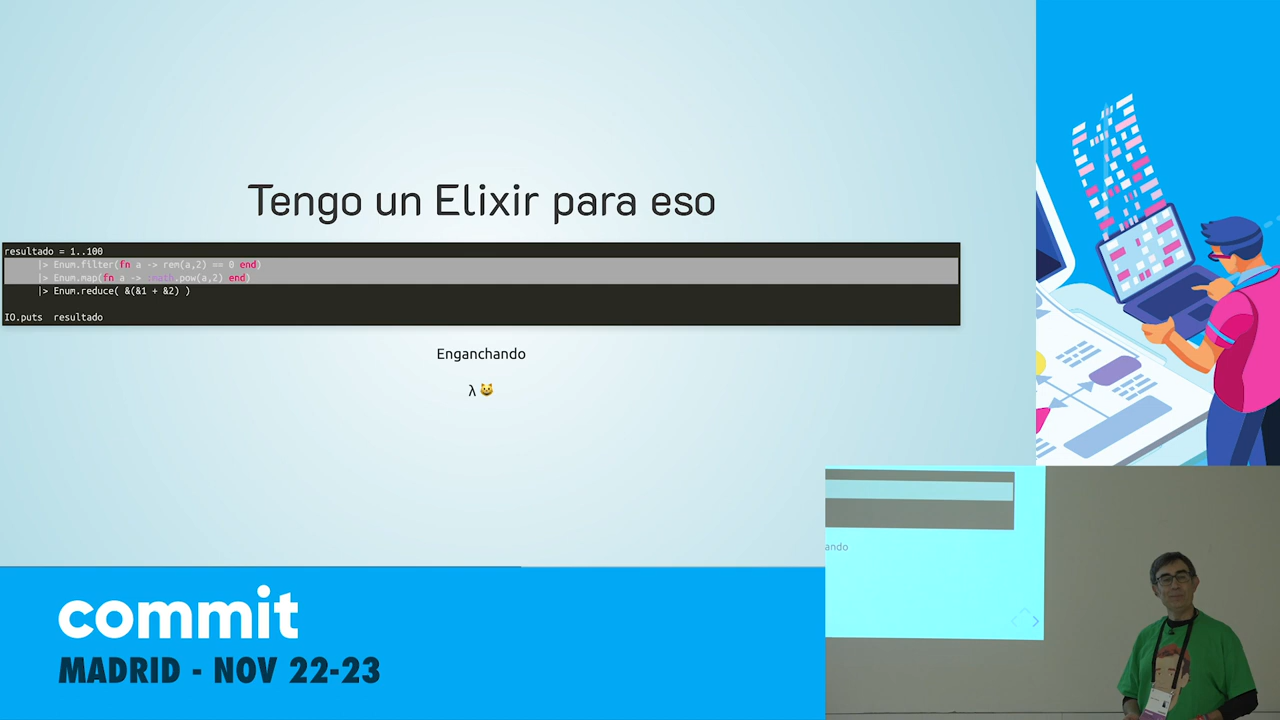 Tengo un Elixir para eso
resultado = 1..100
|> Enum.filter(fn a -> rem(a,2) == 0 end)
|> Enum.map(fn a -> :math.pow(a,2) end)
|> Enum.reduce( &(&1 + &2) )
IO.puts  resultado
Enganchando
λ 😺
ando
commit
MADRID - NOV 22-23